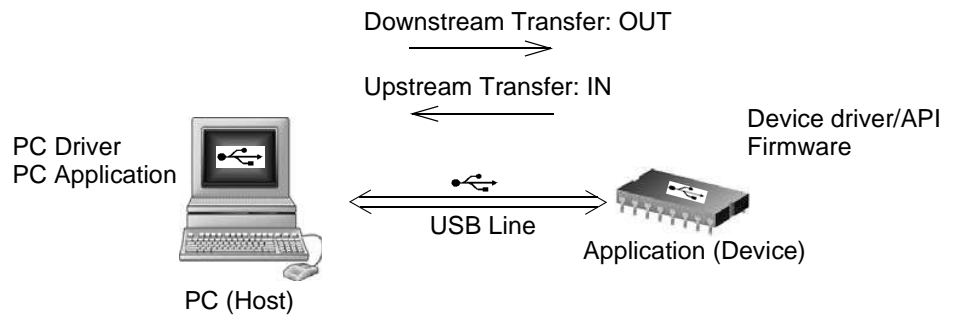 Downstream Transfer: OUT
Upstream Transfer: IN
Device driver/API
Firmware
PC Driver
PC Application
USB Line
Application (Device)
PC (Host)